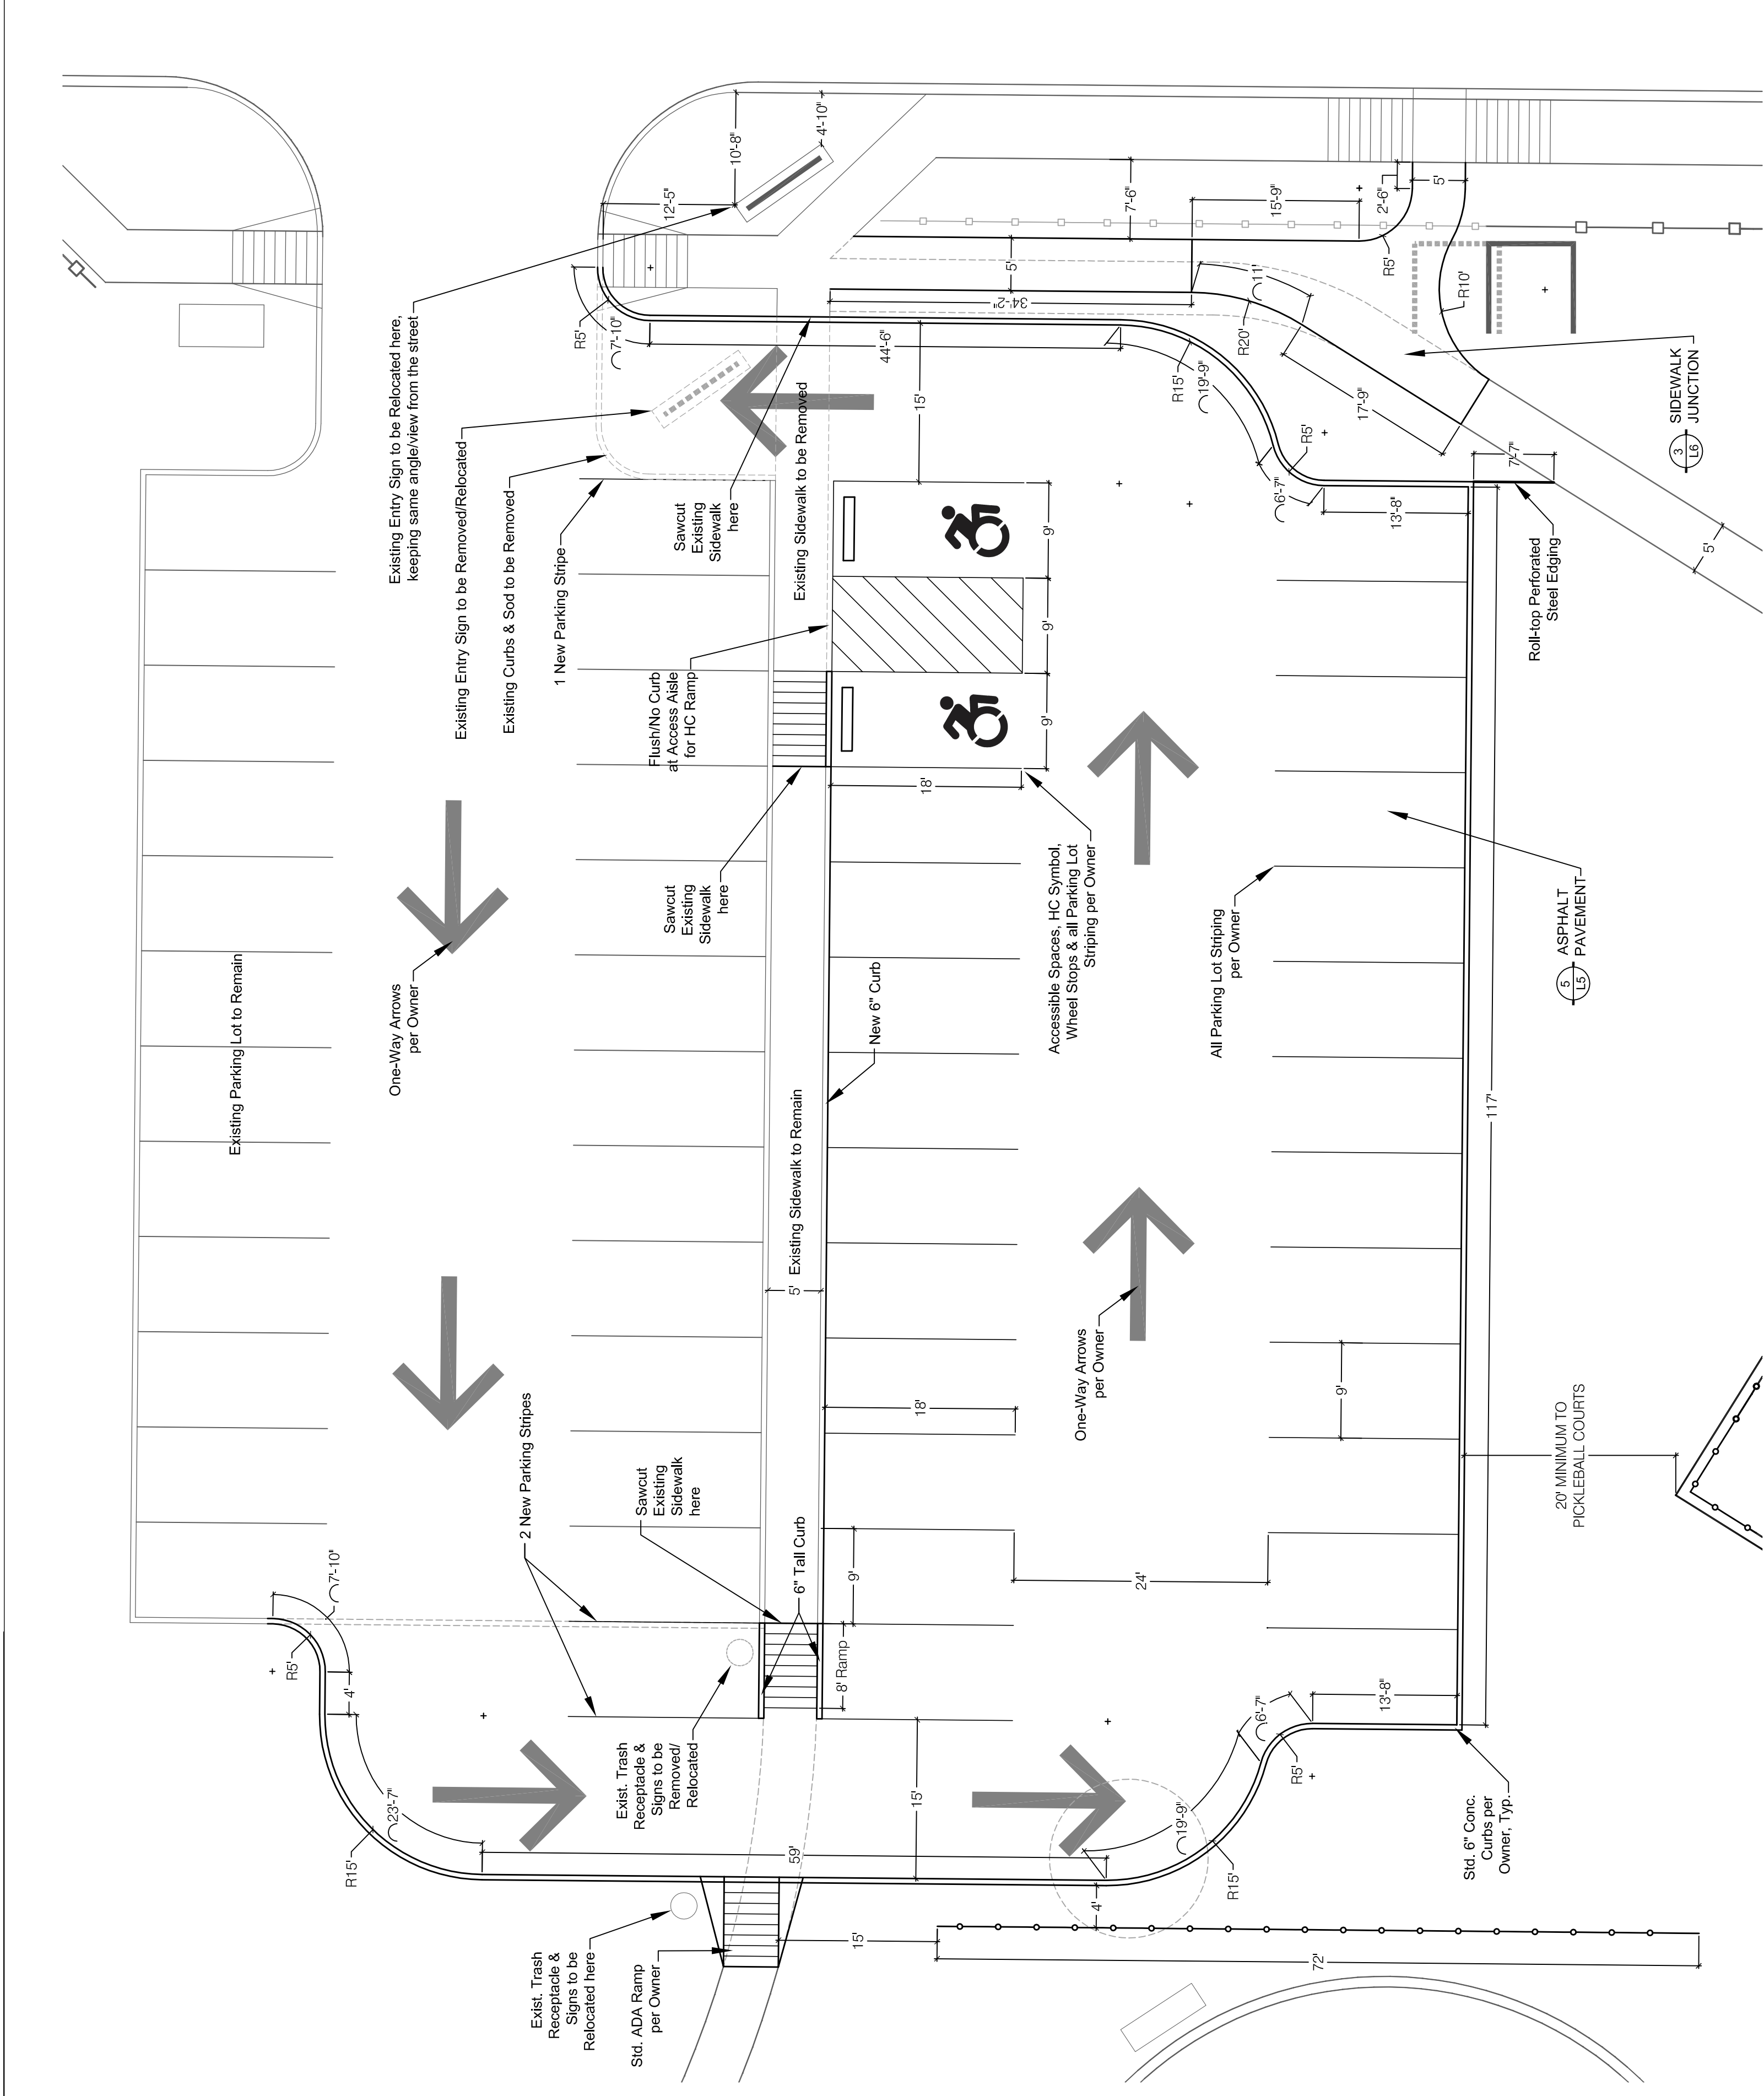 Existing Entry Sign to be Relocated here,
keeping same angle/view from the street
Existing Entry Sign to be Removed/Relocated
Existing Curbs & Sod to be Removed
1 New Parking Stripe
Sawcut
Existing
Sidewalk
here
Existing Sidewalk to be Removed
Flush/No Curb
at Access Aisle
for HC Ramp
Sawcut
Existing
Sidewalk
here
Existing Parking Lot to Remain
One-Way Arrows
per Owner
2 New Parking Stripes
Sawcut
Existing
Sidewalk
here
5' Existing Sidewalk to Remain
6" Tall Curb
8' Ramp
New 6" Curb
Accessible Spaces, HC Symbol,
Wheel Stops & all Parking Lot
Striping per Owner
All Parking Lot Striping
per Owner
One-Way Arrows
per Owner
5
L5
ASPHALT
PAVEMENT
3
L6
SIDEWALK
JUNCTION
Roll-top Perforated
Steel Edging
20' MINIMUM TO
PICKLEBALL COURTS
Std. 6" Conc.
Curbs per
Owner, Typ.
Exist. Trash
Receptacle &
Signs to be
Removed/
Relocated
Exist. Trash
Receptacle &
Signs to be
Relocated here
Std. ADA Ramp
per Owner
10'-8"
4'-10"
12'-5"
R5'
7'-10"
44'-6"
15'
34'-2"
5'
7'-6"
15'-9"
2'-6"
5'
R5'
R10'
11'
R20'
17'-9"
R15'
19'-9"
R5'
6'-7"
13'-8"
7'-7"
5'
9'
9'
9'
18'
18'
9'
9'
24'
117'
7'-10"
R5'
4'
23'-7"
R15'
59'
15'
15'
4'
72'
19'-9"
R15'
6'-7"
R5'
13'-8"